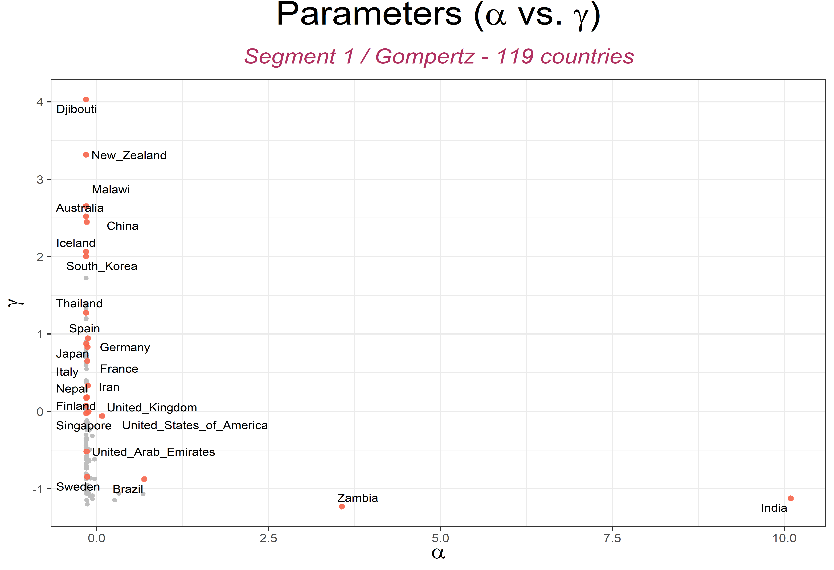 Parameters (α vs. γ)
Segment 1 / Gompertz - 119 countries
4
Djibouti
New_Zealand
3
Malawi
Australia
China
Iceland
2
South_Korea
Thailand
γ
Spain
1
Germany
Japan
Italy
France
Nepal
Iran
Finland
United_Kingdom
0
Singapore
United_States_of_America
United_Arab_Emirates
Sweden
Brazil
-1
Zambia
India
0.0
2.5
5.0
7.5
10.0
α